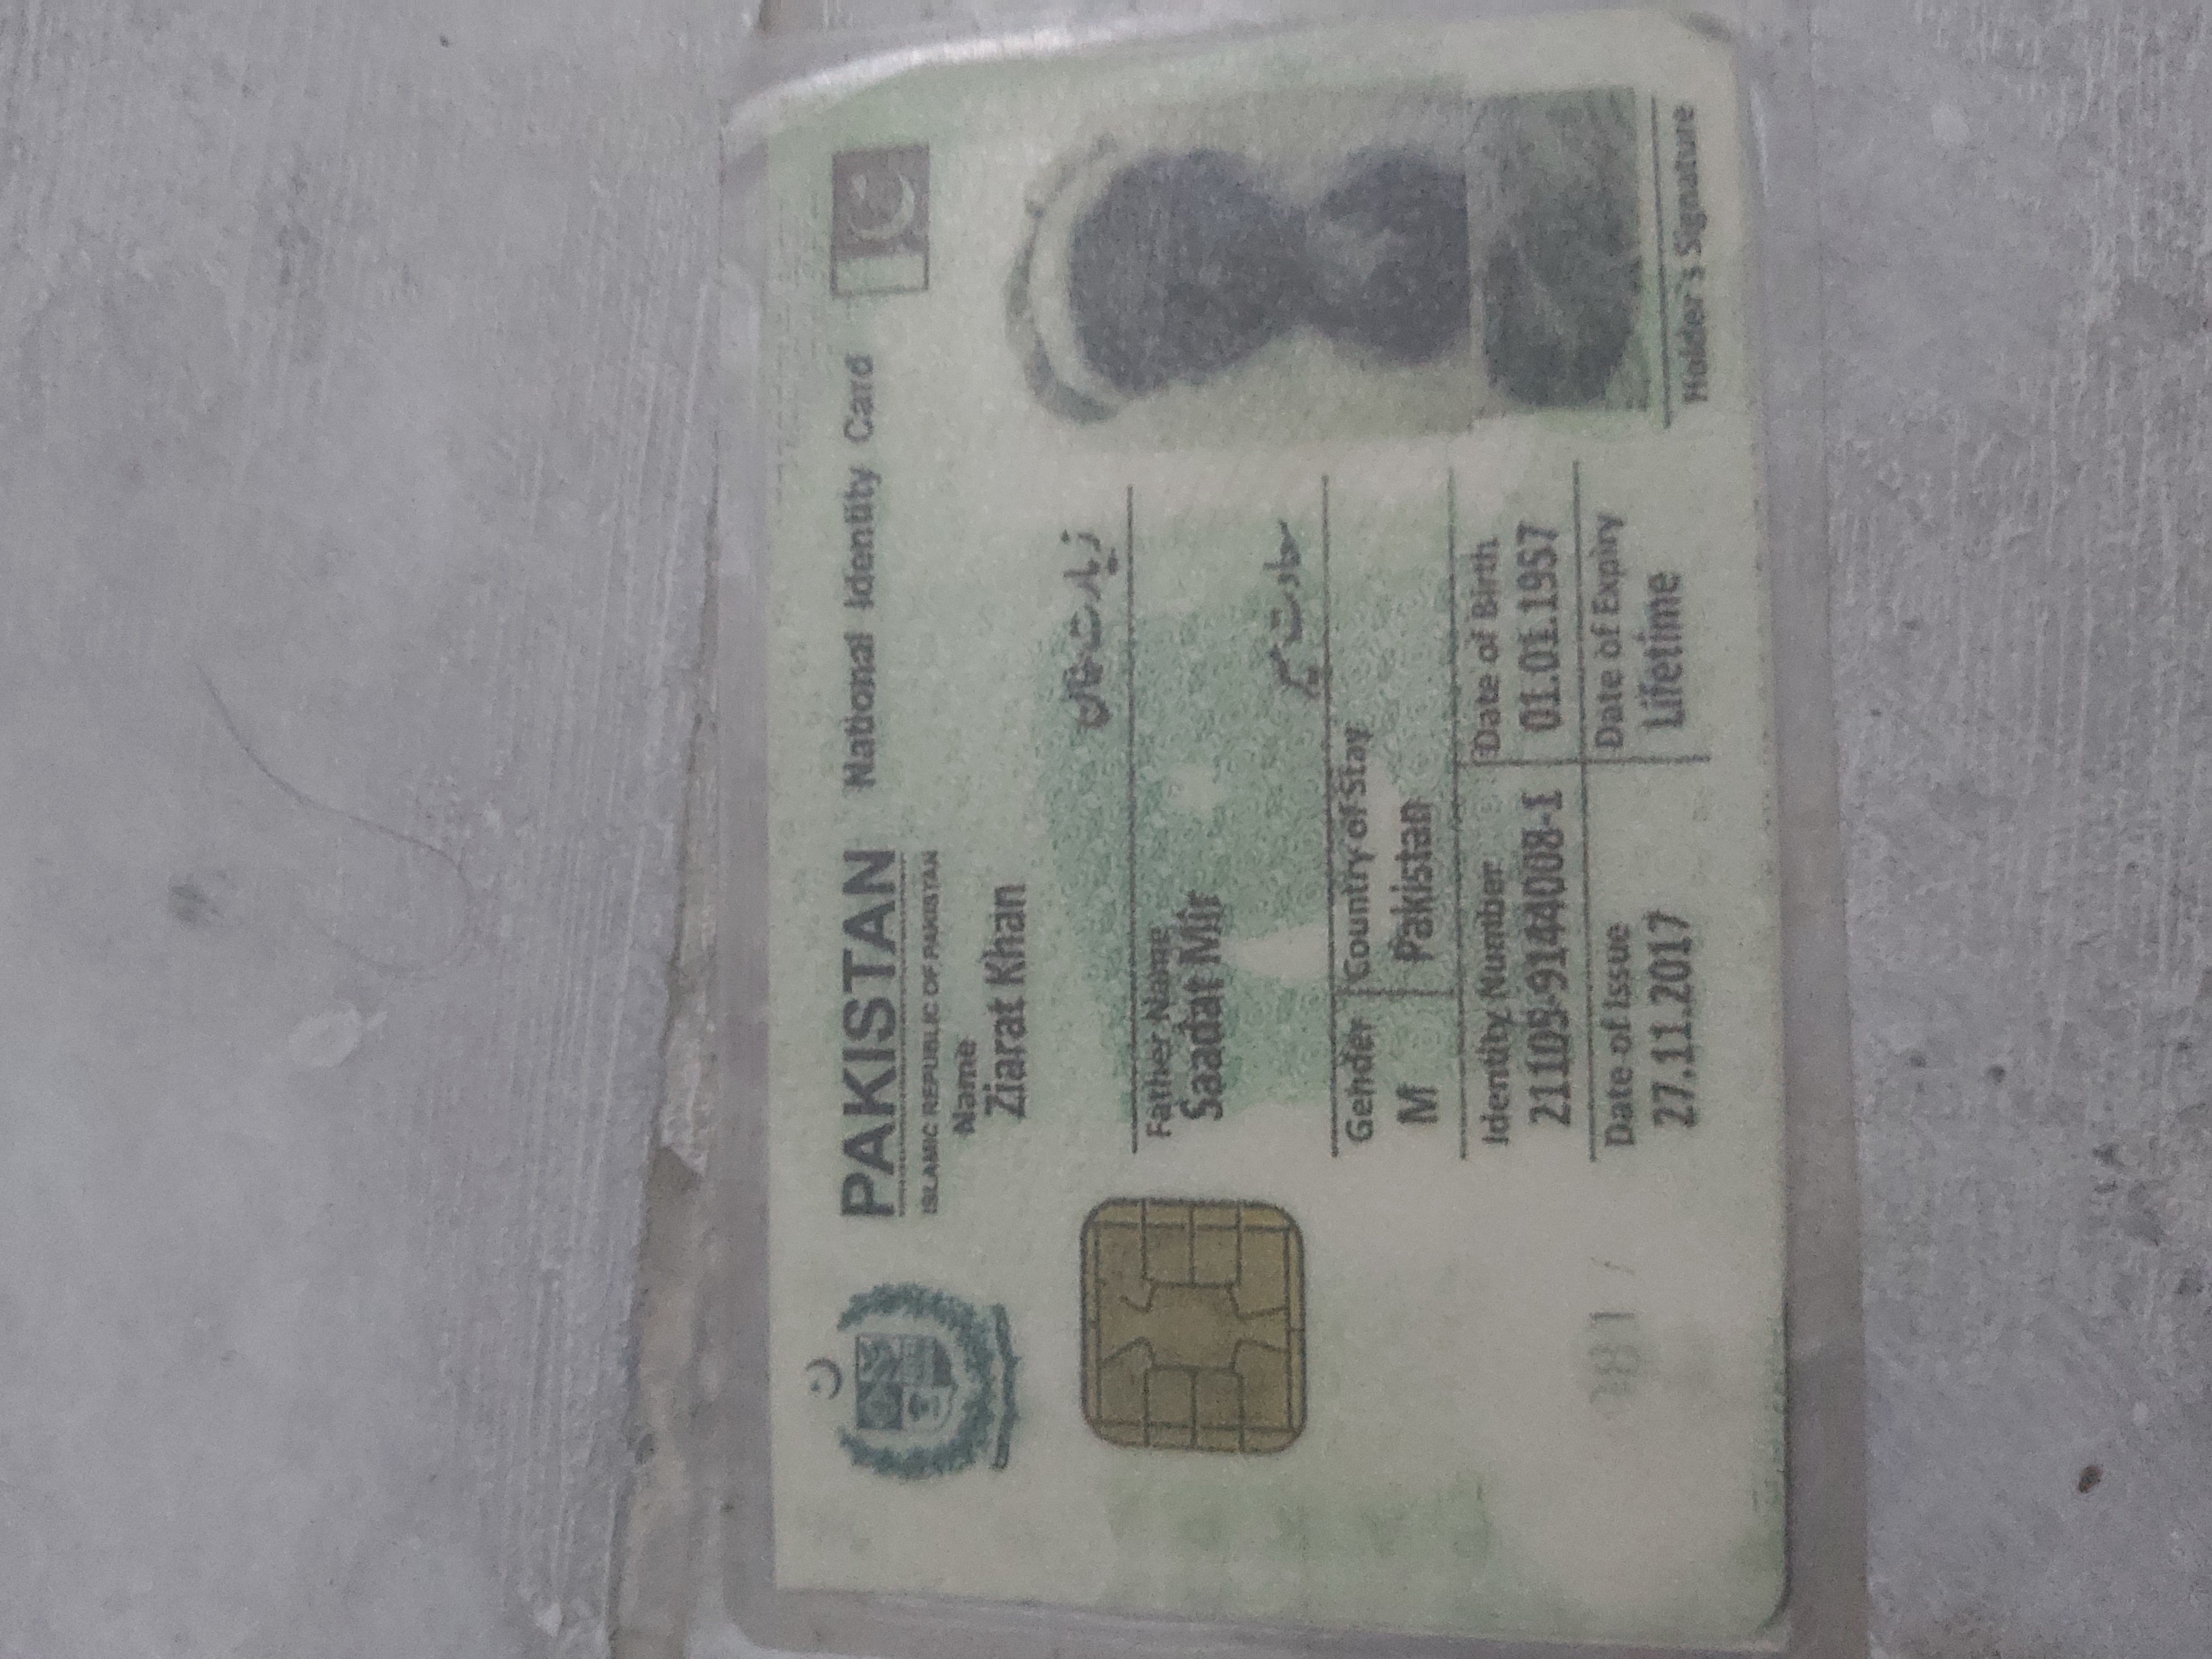 PAKISTAN National Identity Card
ISLAMIC REPUBLIC OF PAKISTAN
Name
Ziarat Khan
زیارت خان
Father Name
Saadat Mir
سعادت میر
Gender Country of Stay
M Pakistan
Identity Number Date of Birth
21105-9144008-1 01.01.1957
Date of Issue Date of Expiry
27.11.2017 Lifetime
Holder's Signature